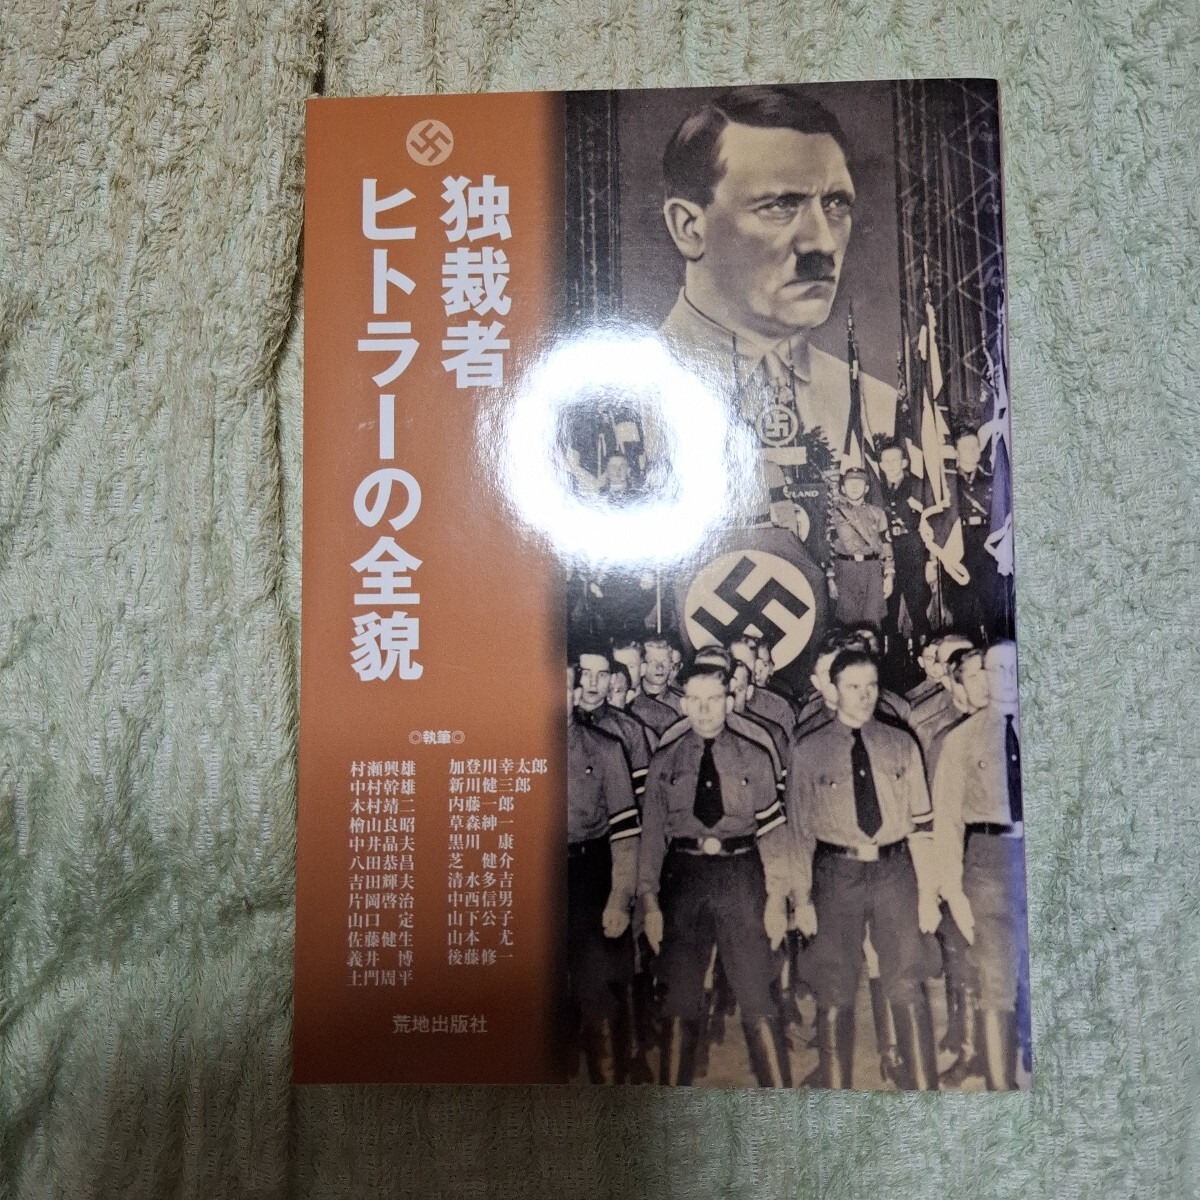 独裁者
ヒトラーの全貌
◎執筆◎
加登川幸太郎
新川健三郎
内藤一郎
草森紳一
黒川 康
芝 健介
清水多吉
中西信男
山下公子
山本 尤
後藤修一
村瀬興雄
中村幹雄
木村靖二
檜山良昭
中井晶夫
八田恭昌
吉田輝夫
片岡啓治
山口 定
佐藤健生
義井 博
土門周平
荒地出版社